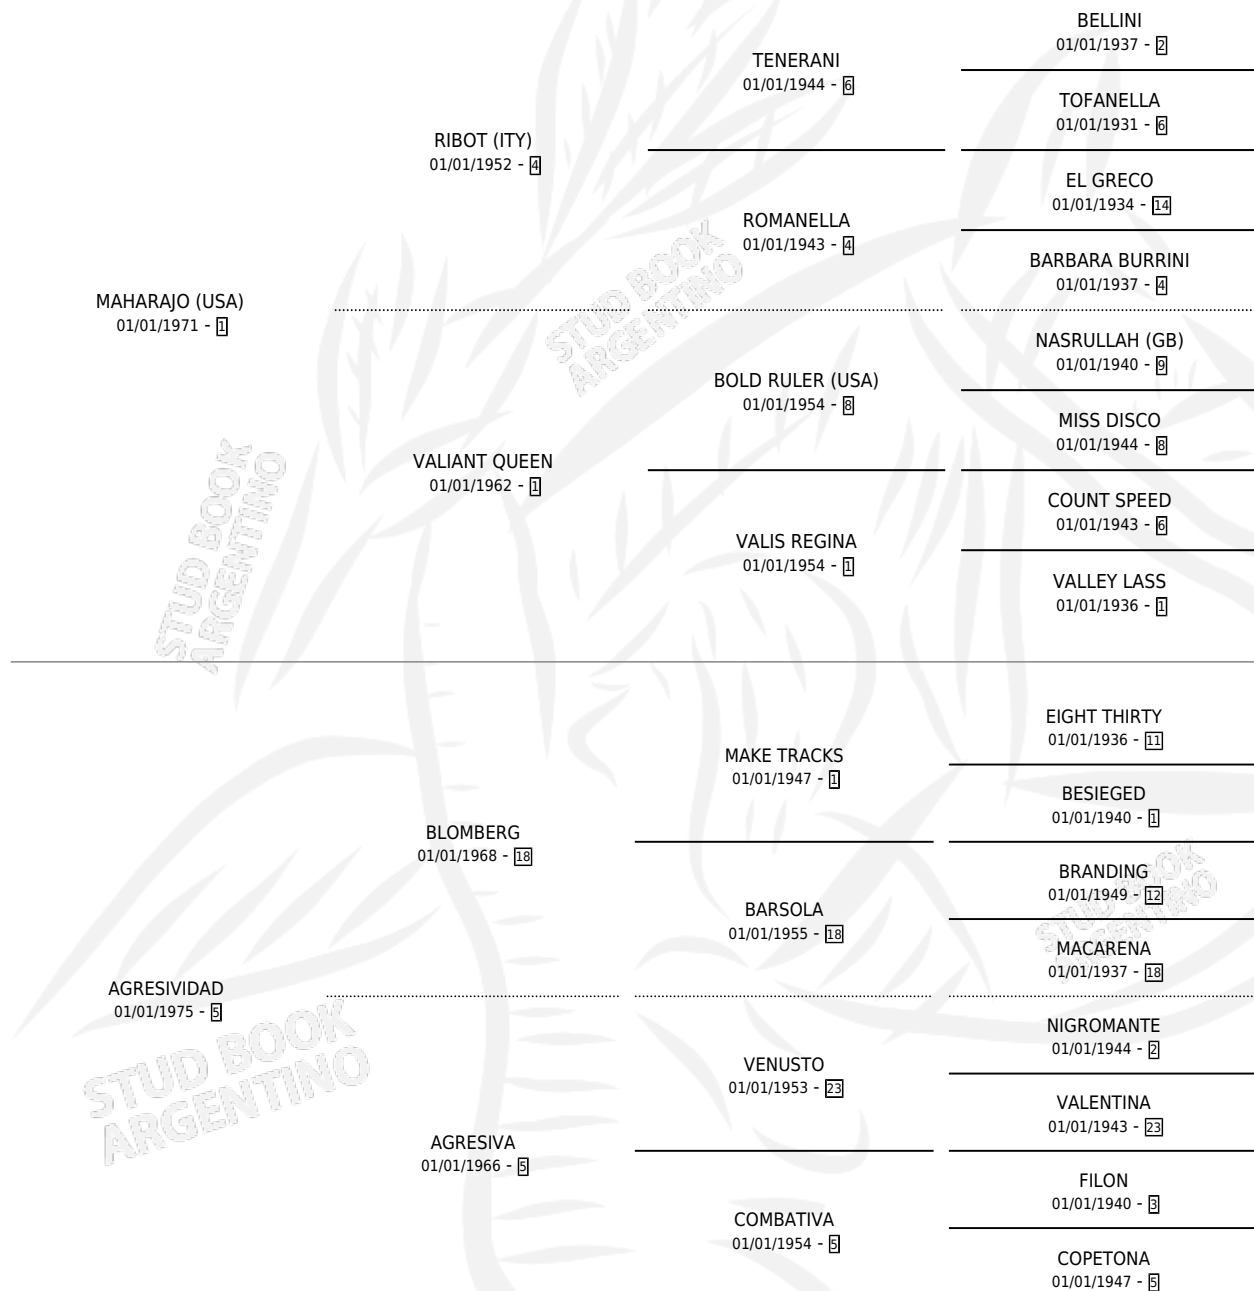 BELLINI
01/01/1937 - 2
TENERANI
01/01/1944 - 6
TOFANELLA
01/01/1931 - 6
RIBOT (ITY)
01/01/1952 - 4
EL GRECO
01/01/1934 - 14
ROMANELLA
01/01/1943 - 4
BARBARA BURRINI
01/01/1937 - 4
MAHARAJO (USA)
01/01/1971 - 1
STUD BOOK
ARGENTINO
NASRULLAH (GB)
01/01/1940 - 9
BOLD RULER (USA)
01/01/1954 - 8
MISS DISCO
01/01/1944 - 8
VALIANT QUEEN
01/01/1962 - 1
COUNT SPEED
01/01/1943 - 6
VALIS REGINA
01/01/1954 - 1
VALLEY LASS
01/01/1936 - 1
STUD BOOK
ARGENTINO
EIGHT THIRTY
01/01/1936 - 11
MAKE TRACKS
01/01/1947 - 1
BESIEGED
01/01/1940 - 1
BLOMBERG
01/01/1968 - 18
BRANDING
01/01/1949 - 12
BARSOLA
01/01/1955 - 18
STUD BOOK
ARGENTINO
MACARENA
01/01/1937 - 18
AGRESIVIDAD
01/01/1975 - 5
STUD BOOK
ARGENTINO
NIGROMANTE
01/01/1944 - 2
VENUSTO
01/01/1953 - 23
VALENTINA
01/01/1943 - 23
AGRESIVA
01/01/1966 - 5
FILON
01/01/1940 - 3
COMBATIVA
01/01/1954 - 5
COPETONA
01/01/1947 - 5